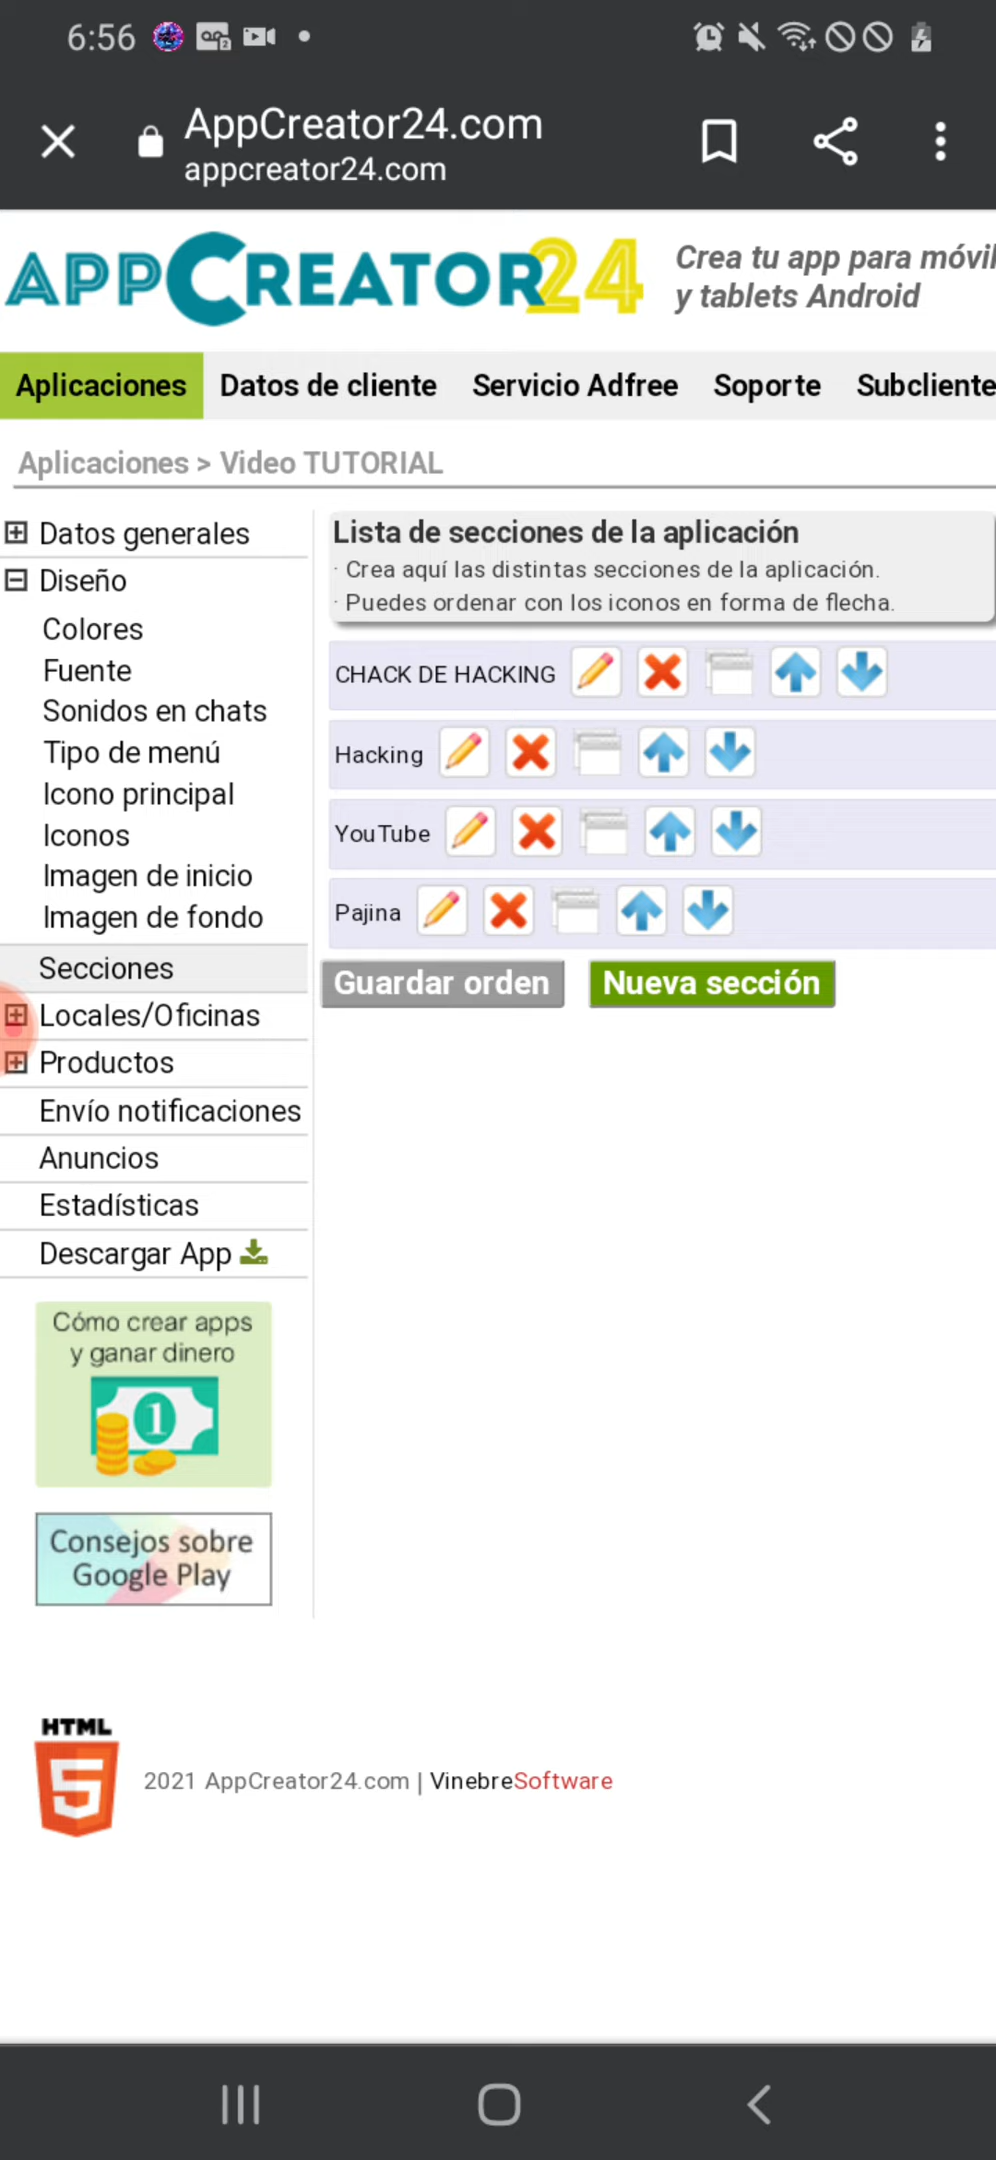 6:56
AppCreator24.com
appcreator24.com
APPCREATOR24
Crea tu app para móvil
y tablets Android
Aplicaciones Datos de cliente Servicio Adfree Soporte Subcliente
Aplicaciones > Video TUTORIAL
Datos generales
Diseño
Colores
Fuente
Sonidos en chats
Tipo de menú
Icono principal
Iconos
Imagen de inicio
Imagen de fondo
Secciones
Locales/Oficinas
Productos
Envío notificaciones
Anuncios
Estadísticas
Descargar App
Cómo crear apps
y ganar dinero
1
Consejos sobre
Google Play
Lista de secciones de la aplicación
· Crea aquí las distintas secciones de la aplicación.
· Puedes ordenar con los iconos en forma de flecha.
CHACK DE HACKING
Hacking
YouTube
Pajina
Guardar orden Nueva sección
HTML
5
2021 AppCreator24.com | VinebreSoftware